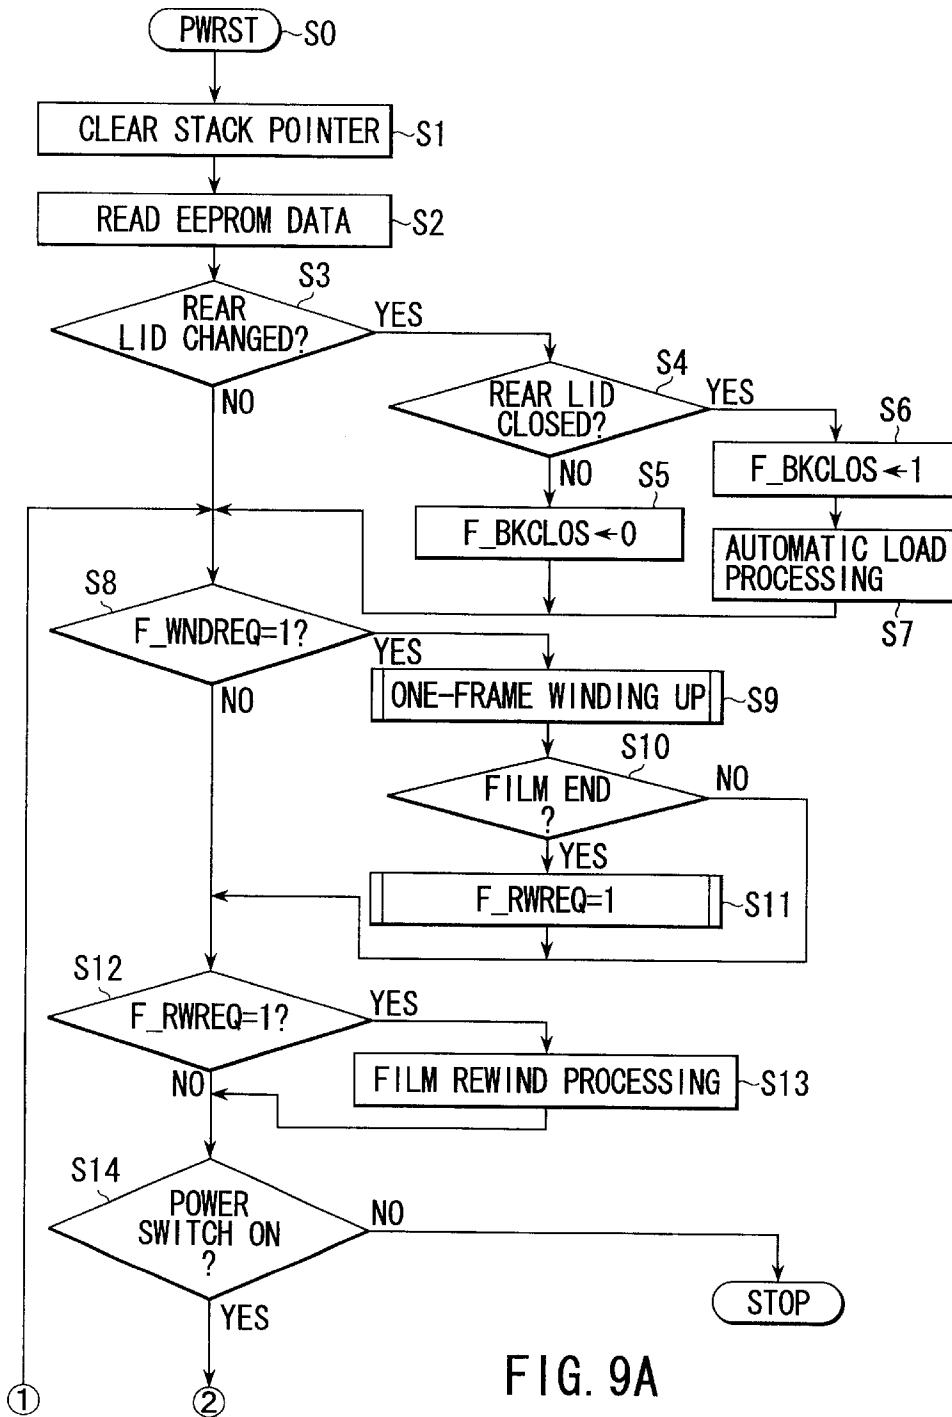 PWRST
S0
CLEAR STACK POINTER
S1
READ EEPROM DATA
S2
S3
REAR
LID CHANGED?
YES
NO
S4
REAR LID
CLOSED?
YES
NO
S5
F_BKCLOS←0
S6
F_BKCLOS←1
AUTOMATIC LOAD
PROCESSING
S7
S8
F_WNDREQ=1?
YES
NO
ONE-FRAME WINDING UP
S9
S10
FILM END
?
NO
YES
F_RWREQ=1
S11
S12
F_RWREQ=1?
YES
NO
FILM REWIND PROCESSING
S13
S14
POWER
SWITCH ON
?
NO
YES
STOP
①
②
FIG. 9A